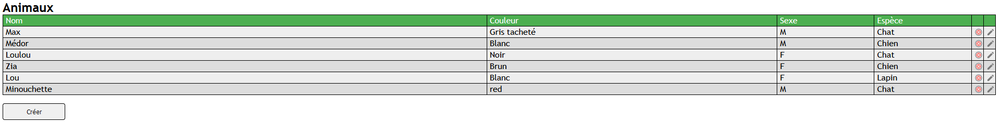 Animaux
Nom Couleur Sexe Espèce
Max Gris tacheté M Chat
Médor Blanc M Chien
Loulou Noir F Chat
Zia Brun F Chien
Lou Blanc F Lapin
Minouchette red M Chat
Créer